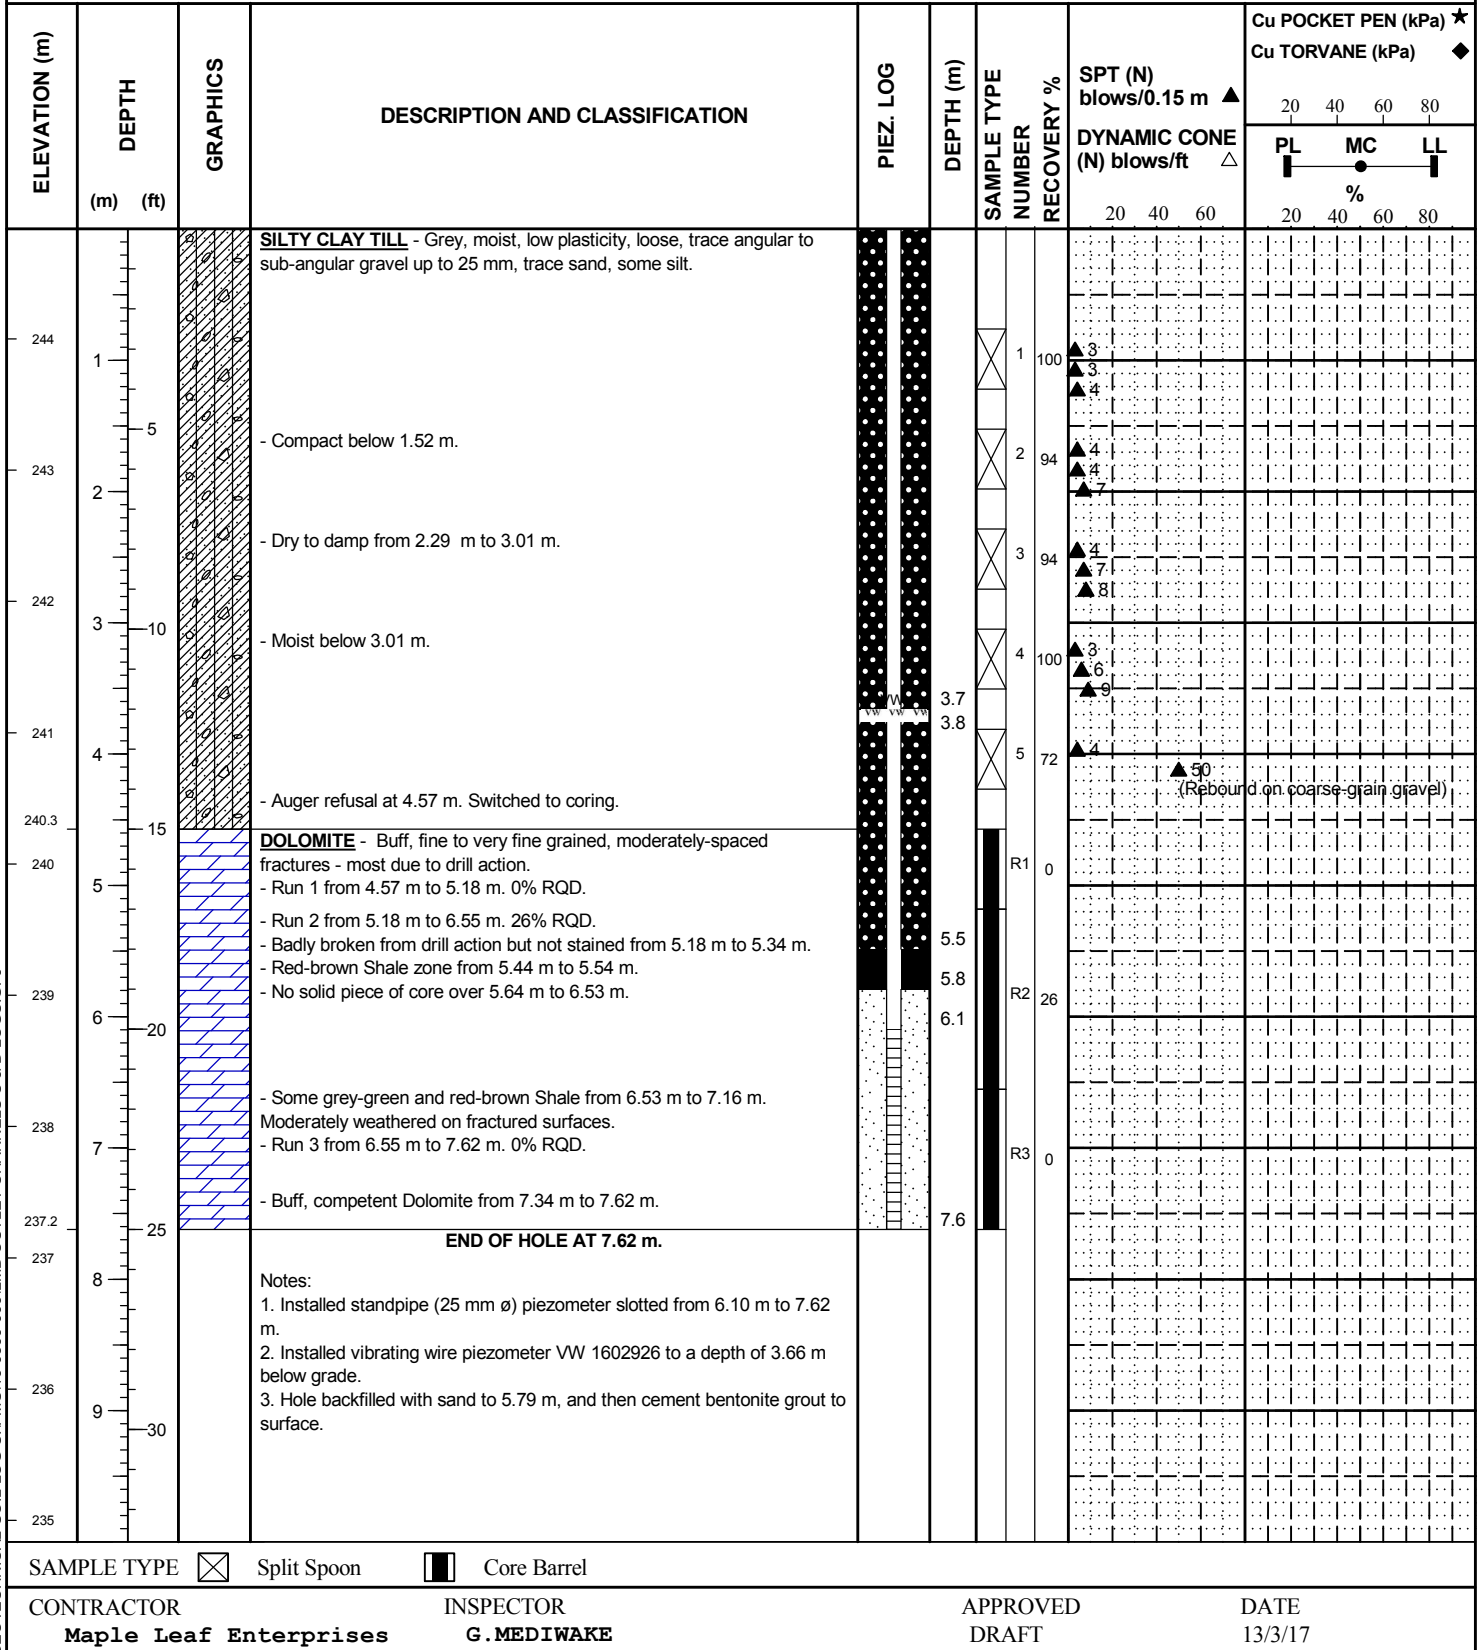 ELEVATION (m)
DEPTH
(m) (ft)
GRAPHICS
DESCRIPTION AND CLASSIFICATION
PIEZ. LOG
DEPTH (m)
SAMPLE TYPE
NUMBER
RECOVERY %
SPT (N)
blows/0.15 m ▲
DYNAMIC CONE
(N) blows/ft △
20 40 60
Cu POCKET PEN (kPa) ★
Cu TORVANE (kPa) ◆
20 40 60 80
PL MC LL
%
20 40 60 80
SILTY CLAY TILL - Grey, moist, low plasticity, loose, trace angular to
sub-angular gravel up to 25 mm, trace sand, some silt.
244
1
1 100
3
3
4
5
- Compact below 1.52 m.
243
2
2 94
4
4
7
- Dry to damp from 2.29 m to 3.01 m.
3 94
4
7
8
242
3
10
- Moist below 3.01 m.
4 100
3
6
9
VW
VW VW VW
3.7
3.8
241
4
5 72
4
50
(Rebound on coarse-grain gravel)
- Auger refusal at 4.57 m. Switched to coring.
240.3
15
DOLOMITE - Buff, fine to very fine grained, moderately-spaced
fractures - most due to drill action.
240
R1 0
5
- Run 1 from 4.57 m to 5.18 m. 0% RQD.
- Run 2 from 5.18 m to 6.55 m. 26% RQD.
- Badly broken from drill action but not stained from 5.18 m to 5.34 m.
5.5
- Red-brown Shale zone from 5.44 m to 5.54 m.
5.8
- No solid piece of core over 5.64 m to 6.53 m.
239
R2 26
6
20
6.1
- Some grey-green and red-brown Shale from 6.53 m to 7.16 m.
Moderately weathered on fractured surfaces.
238
7
- Run 3 from 6.55 m to 7.62 m. 0% RQD.
R3 0
- Buff, competent Dolomite from 7.34 m to 7.62 m.
237.2
25
7.6
END OF HOLE AT 7.62 m.
237
8
Notes:
1. Installed standpipe (25 mm ø) piezometer slotted from 6.10 m to 7.62
m.
2. Installed vibrating wire piezometer VW 1602926 to a depth of 3.66 m
below grade.
236
3. Hole backfilled with sand to 5.79 m, and then cement bentonite grout to
surface.
9
30
235
SAMPLE TYPE Split Spoon Core Barrel
CONTRACTOR INSPECTOR APPROVED DATE
Maple Leaf Enterprises G.MEDIWAKE DRAFT 13/3/17